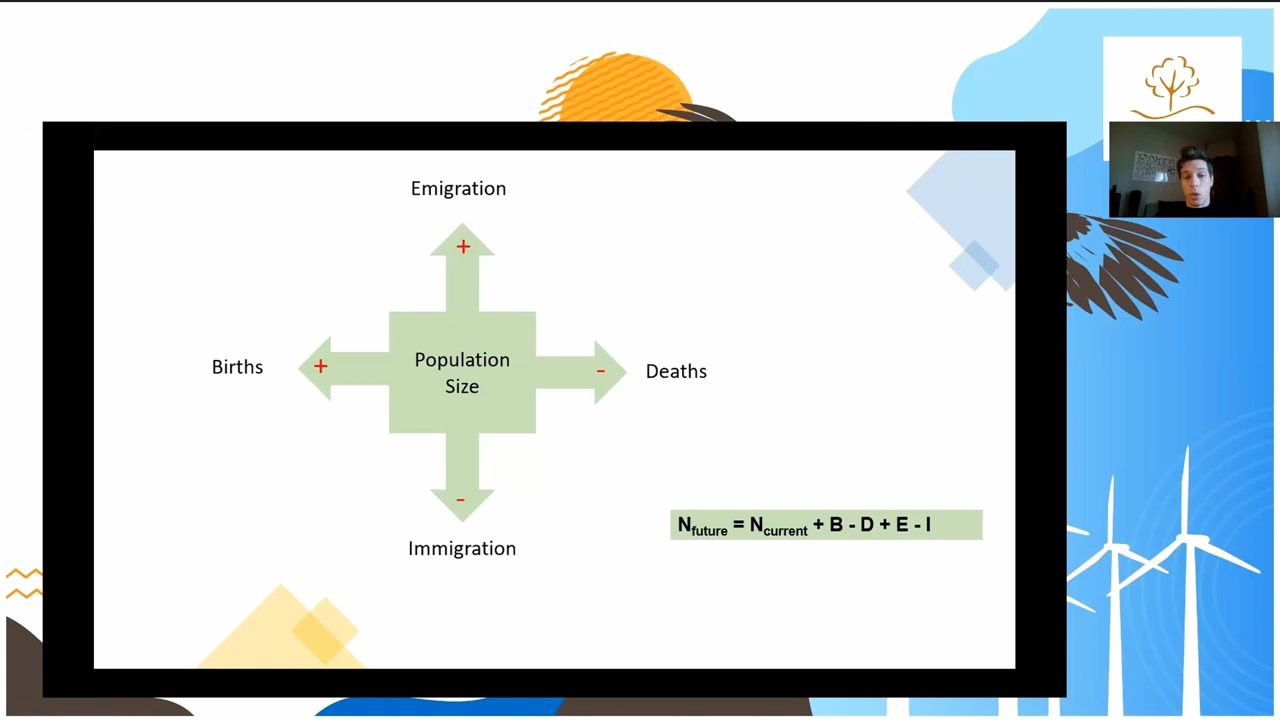 Emigration
+
Births
+
Population
Size
-
Deaths
-
Immigration
Nfuture = Ncurrent + B - D + E - I